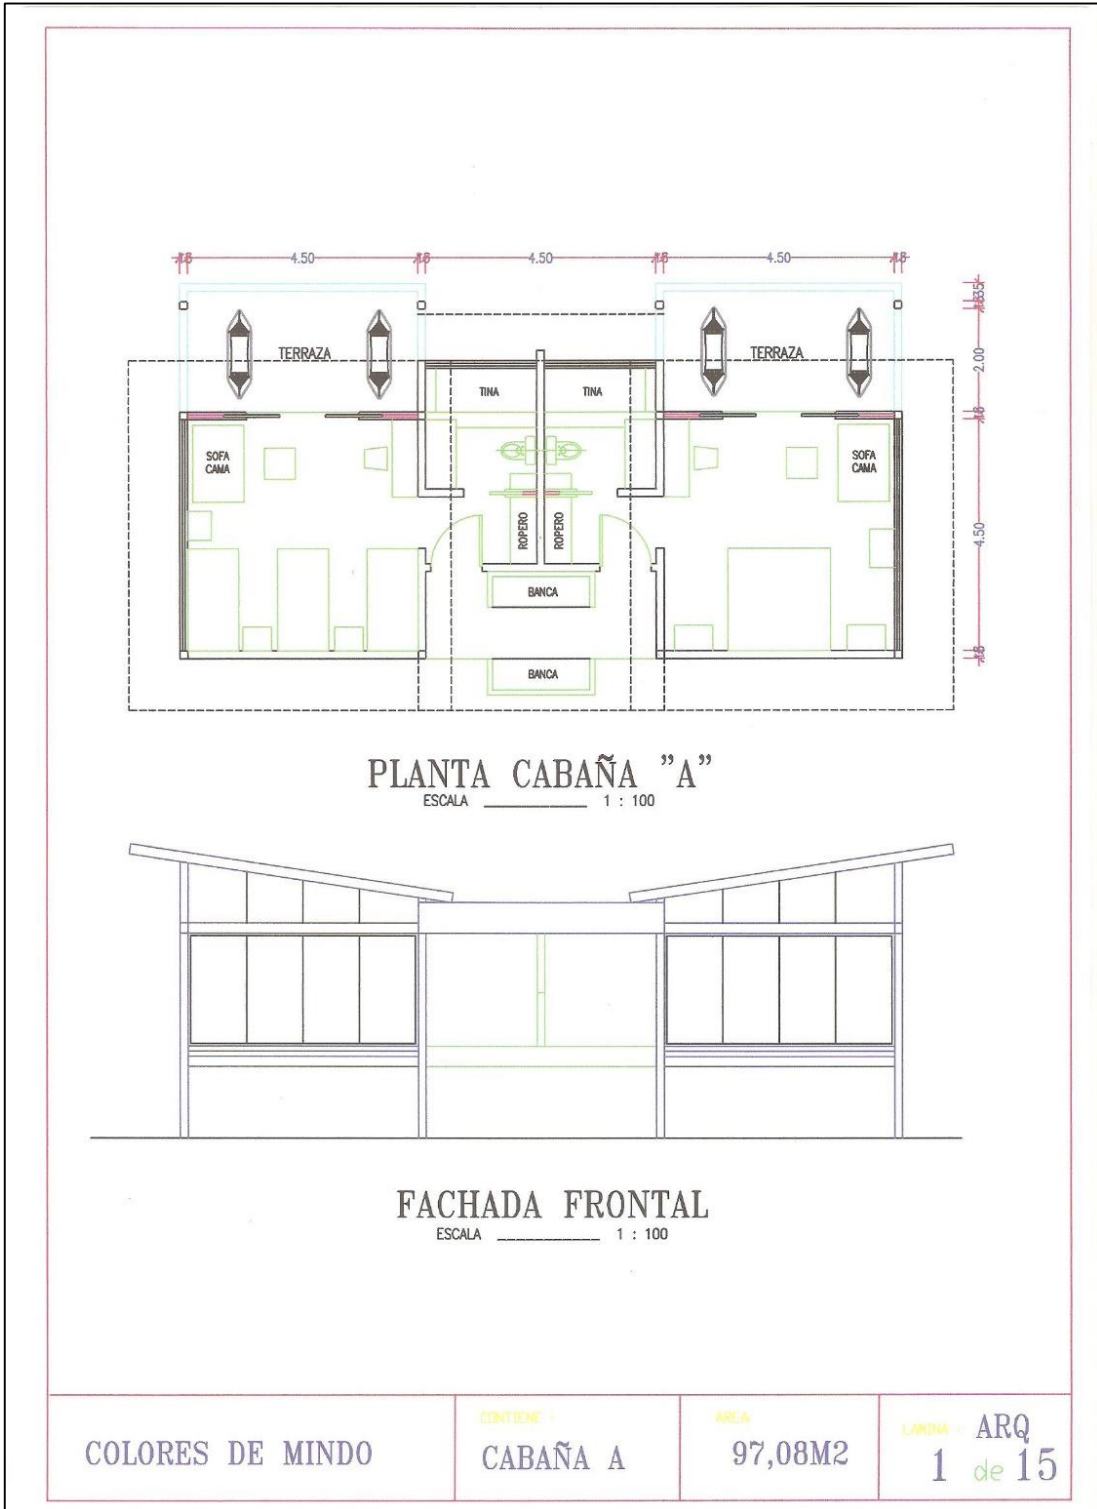 4.50
4.50
4.50
TERRAZA
TERRAZA
2.00
TINA
TINA
SOFA
CAMA
SOFA
CAMA
ROPERO
ROPERO
4.50
BANCA
BANCA
PLANTA CABAÑA "A"
ESCALA __________ 1 : 100
FACHADA FRONTAL
ESCALA __________ 1 : 100
COLORES DE MINDO
CONTIENE :
CABAÑA A
AREA
97,08M2
LAMINA : ARQ
1 de 15